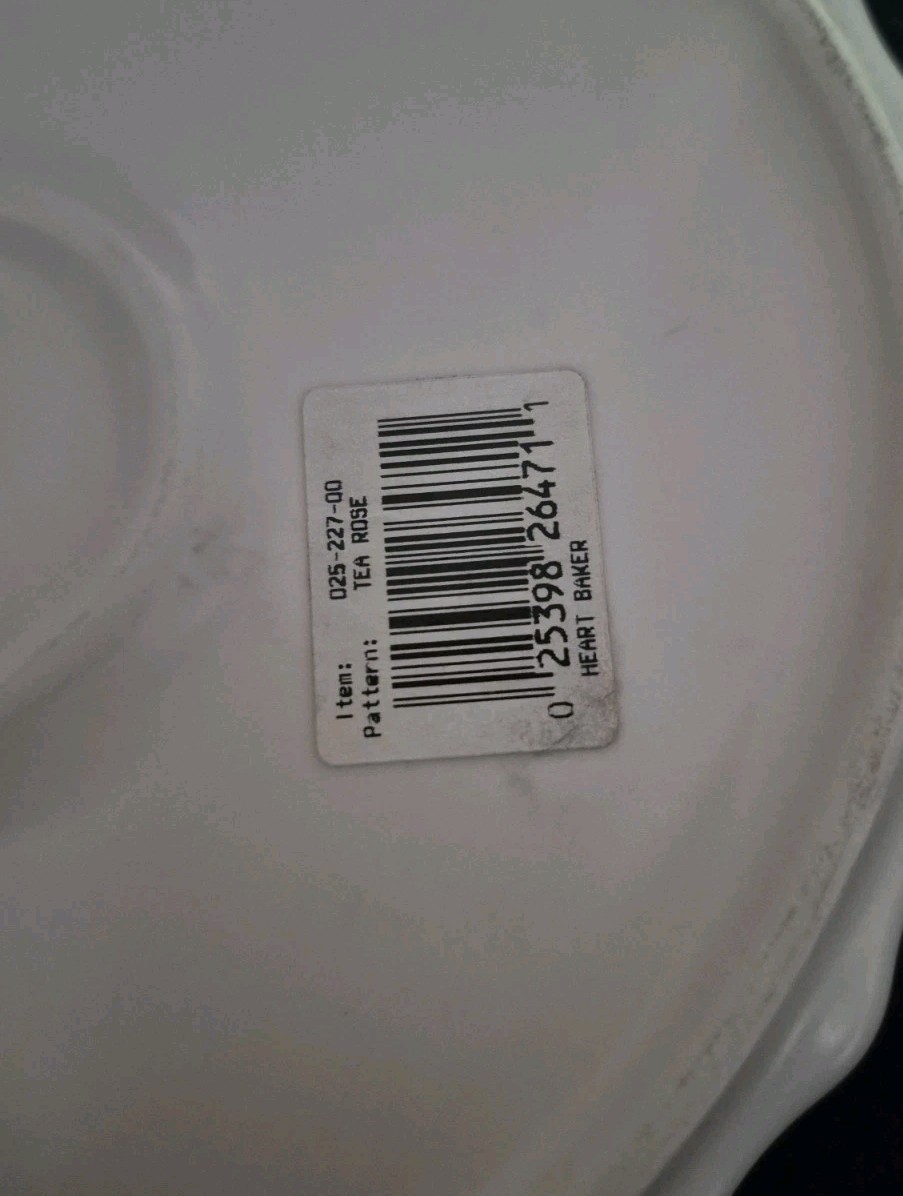 Item: 025-227-00
Pattern: TEA ROSE
0 25398 26471 1
HEART BAKER